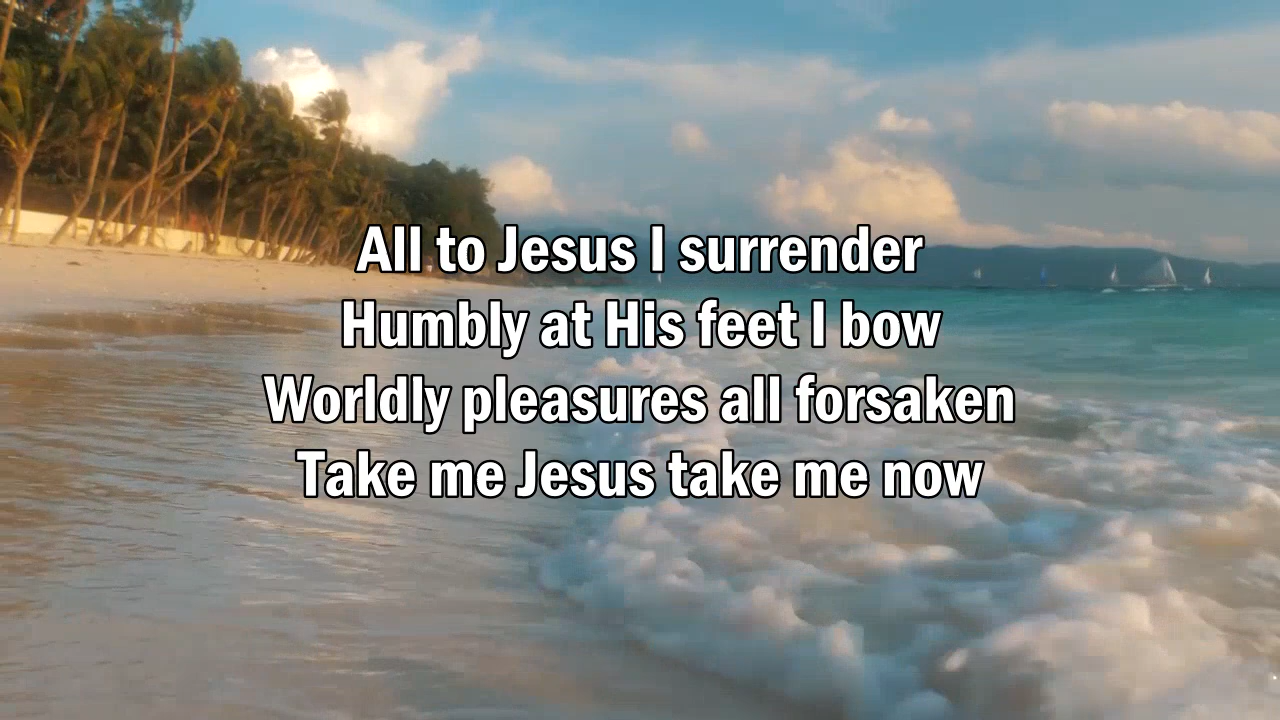 All to Jesus I surrender
Humbly at His feet I bow
Worldly pleasures all forsaken
Take me Jesus take me now